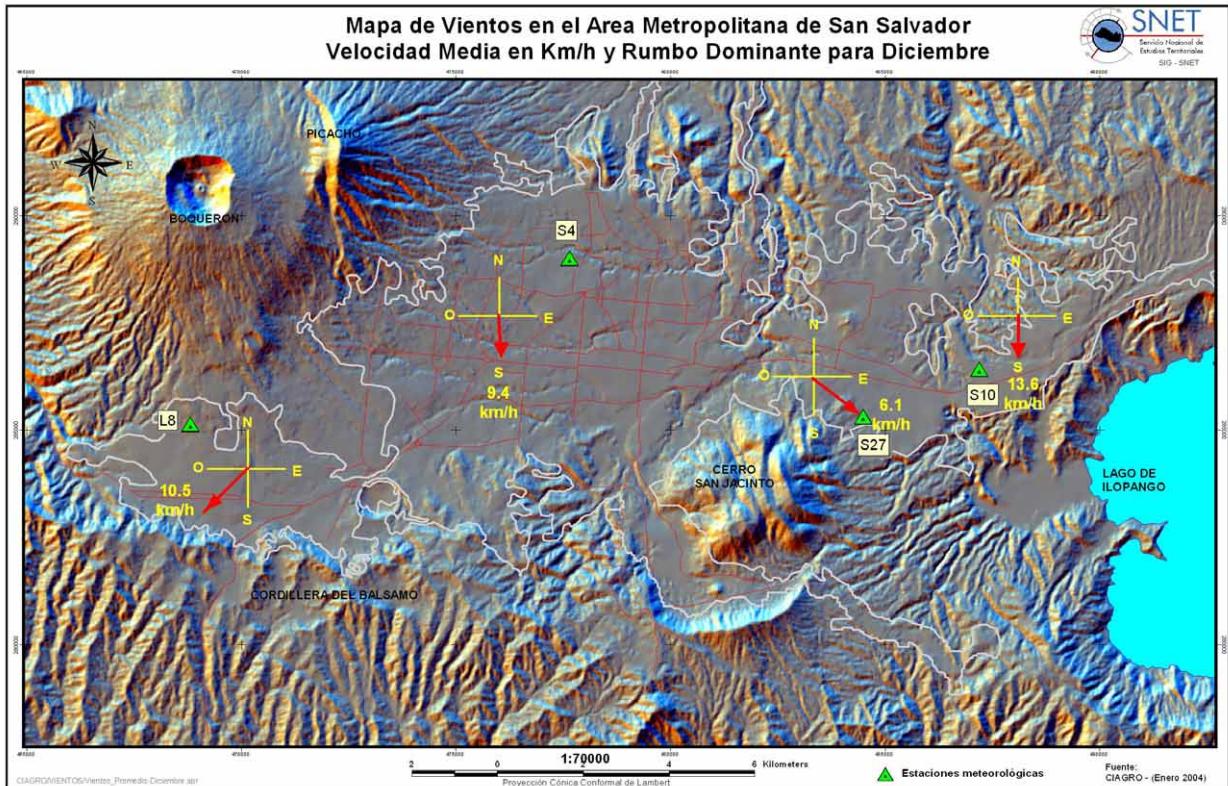 Mapa de Vientos en el Area Metropolitana de San Salvador
Velocidad Media en Km/h y Rumbo Dominante para Diciembre
SNET
Servicio Nacional de
Estudios Territoriales
SIG - SNET
N
W E
S
PICACHO
BOQUERON
S4
N
O E
S
9.4
km/h
N
O E
S
13.6
km/h
S10
N
O E
S
6.1
km/h
S27
L8
N
O E
S
10.5
km/h
CERRO
SAN JACINTO
LAGO DE
ILOPANGO
CORDILLERA DEL BALSAMO
1:70000
2 0 2 4 6 Kilometers
Proyección Cónica Conformal de Lambert
Estaciones meteorológicas
Fuente:
CIAGRO - (Enero 2004)
CIAGRO/VIENTOS/Vientos_Promedio-Diciembre.apr